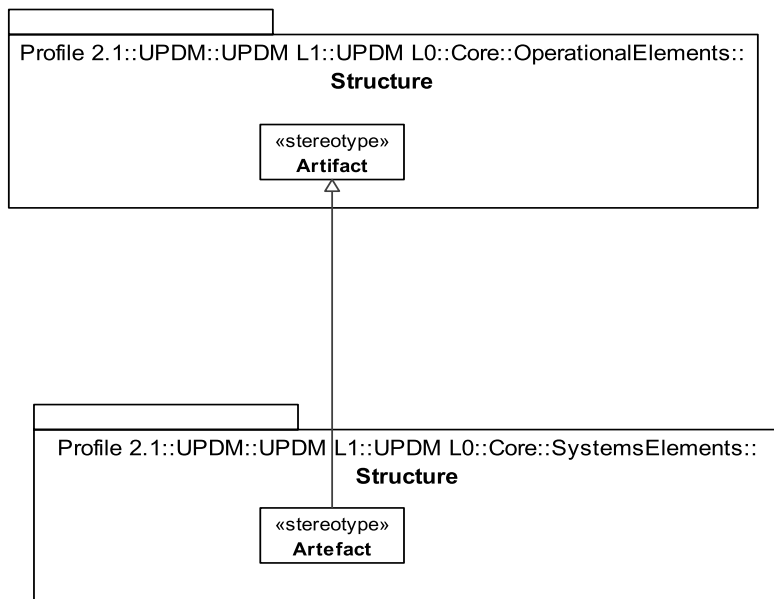 Profile 2.1::UPDM::UPDM L1::UPDM L0::Core::OperationalElements::
Structure
«stereotype»
Artifact
Profile 2.1::UPDM::UPDM L1::UPDM L0::Core::SystemsElements::
Structure
«stereotype»
Artefact